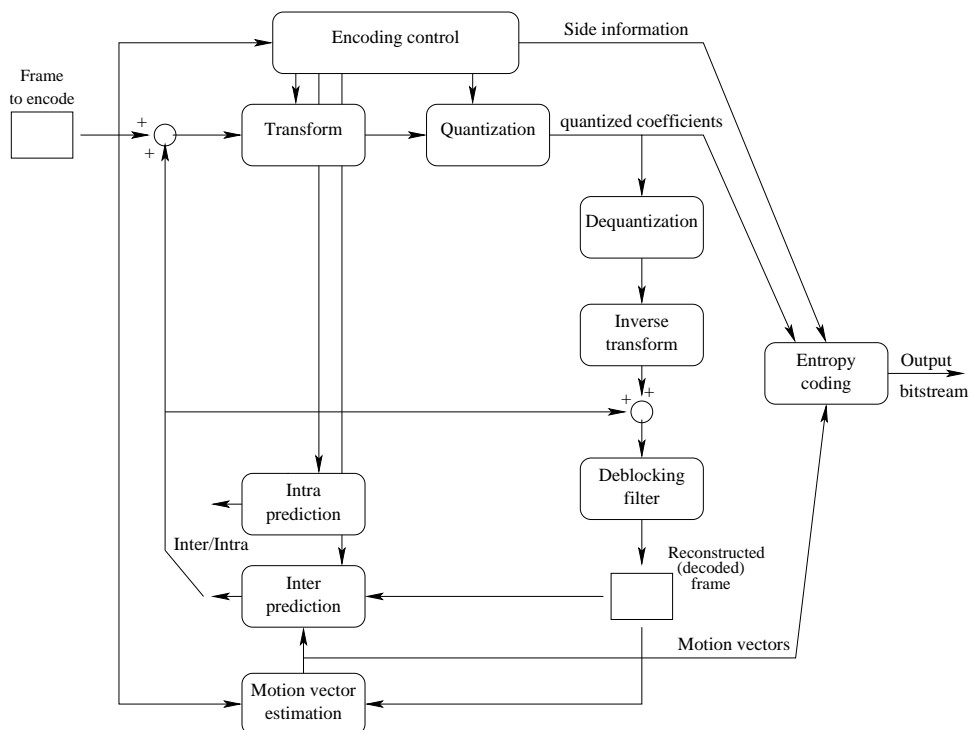 Encoding control
Side information
Frame
to encode
+
+
Transform
Quantization
quantized coefficients
Dequantization
Inverse
transform
Entropy
coding
Output
bitstream
+ +
Intra
prediction
Deblocking
filter
Inter/Intra
Inter
prediction
Reconstructed
(decoded)
frame
Motion vectors
Motion vector
estimation